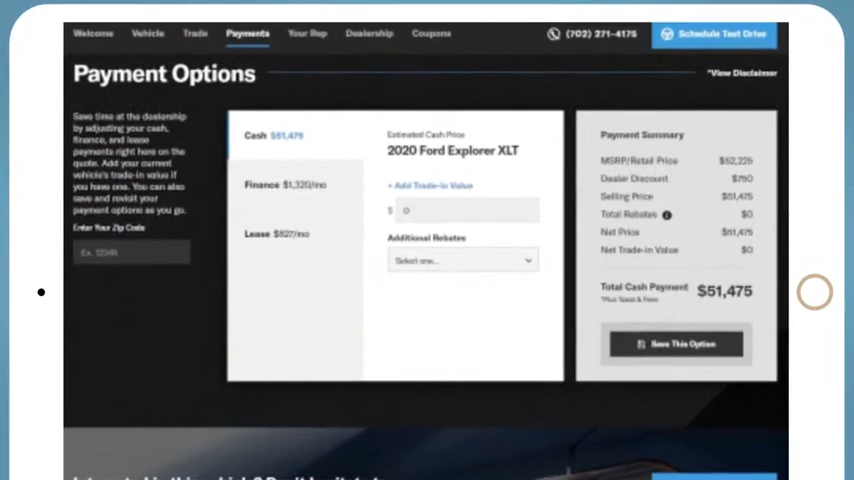 Welcome Vehicle Trade Payments Your Rep Dealership Coupons (702) 271-4175 Schedule Test Drive
Payment Options
*View Disclaimer
Save time at the dealership
by adjusting your cash,
finance, and lease
payments right here on the
quote. Add your current
vehicle's trade-in value if
you have one. You can also
save and revisit your
payment options as you go.
Enter Your Zip Code
Ex. 12345
Cash $51,475
Finance $1,320/mo
Lease $827/mo
Estimated Cash Price
2020 Ford Explorer XLT
+ Add Trade-in Value
$ 0
Additional Rebates
Select one...
Payment Summary
MSRP/Retail Price $52,225
Dealer Discount $750
Selling Price $51,475
Total Rebates $0
Net Price $51,475
Net Trade-in Value $0
Total Cash Payment $51,475
*Plus Taxes & Fees
Save This Option